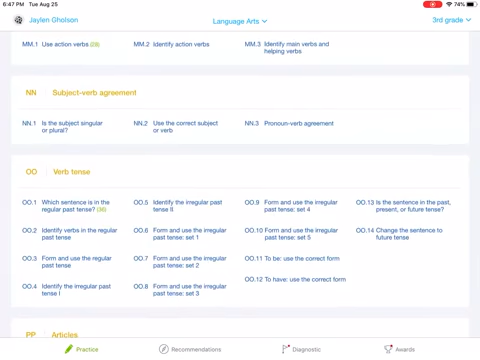 6:47 PM Tue Aug 25
74%
Jaylen Gholson
Language Arts
3rd grade
MM.1 Use action verbs (28)
MM.2 Identify action verbs
MM.3 Identify main verbs and
helping verbs
NN Subject-verb agreement
NN.1 Is the subject singular
or plural?
NN.2 Use the correct subject
or verb
NN.3 Pronoun-verb agreement
OO Verb tense
OO.1 Which sentence is in the
regular past tense? (36)
OO.2 Identify verbs in the regular
past tense
OO.3 Form and use the regular
past tense
OO.4 Identify the irregular past
tense I
OO.5 Identify the irregular past
tense II
OO.6 Form and use the irregular
past tense: set 1
OO.7 Form and use the irregular
past tense: set 2
OO.8 Form and use the irregular
past tense: set 3
OO.9 Form and use the irregular
past tense: set 4
OO.10 Form and use the irregular
past tense: set 5
OO.11 To be: use the correct form
OO.12 To have: use the correct form
OO.13 Is the sentence in the past,
present, or future tense?
OO.14 Change the sentence to
future tense
PP Articles
Practice
Recommendations
Diagnostic
Awards